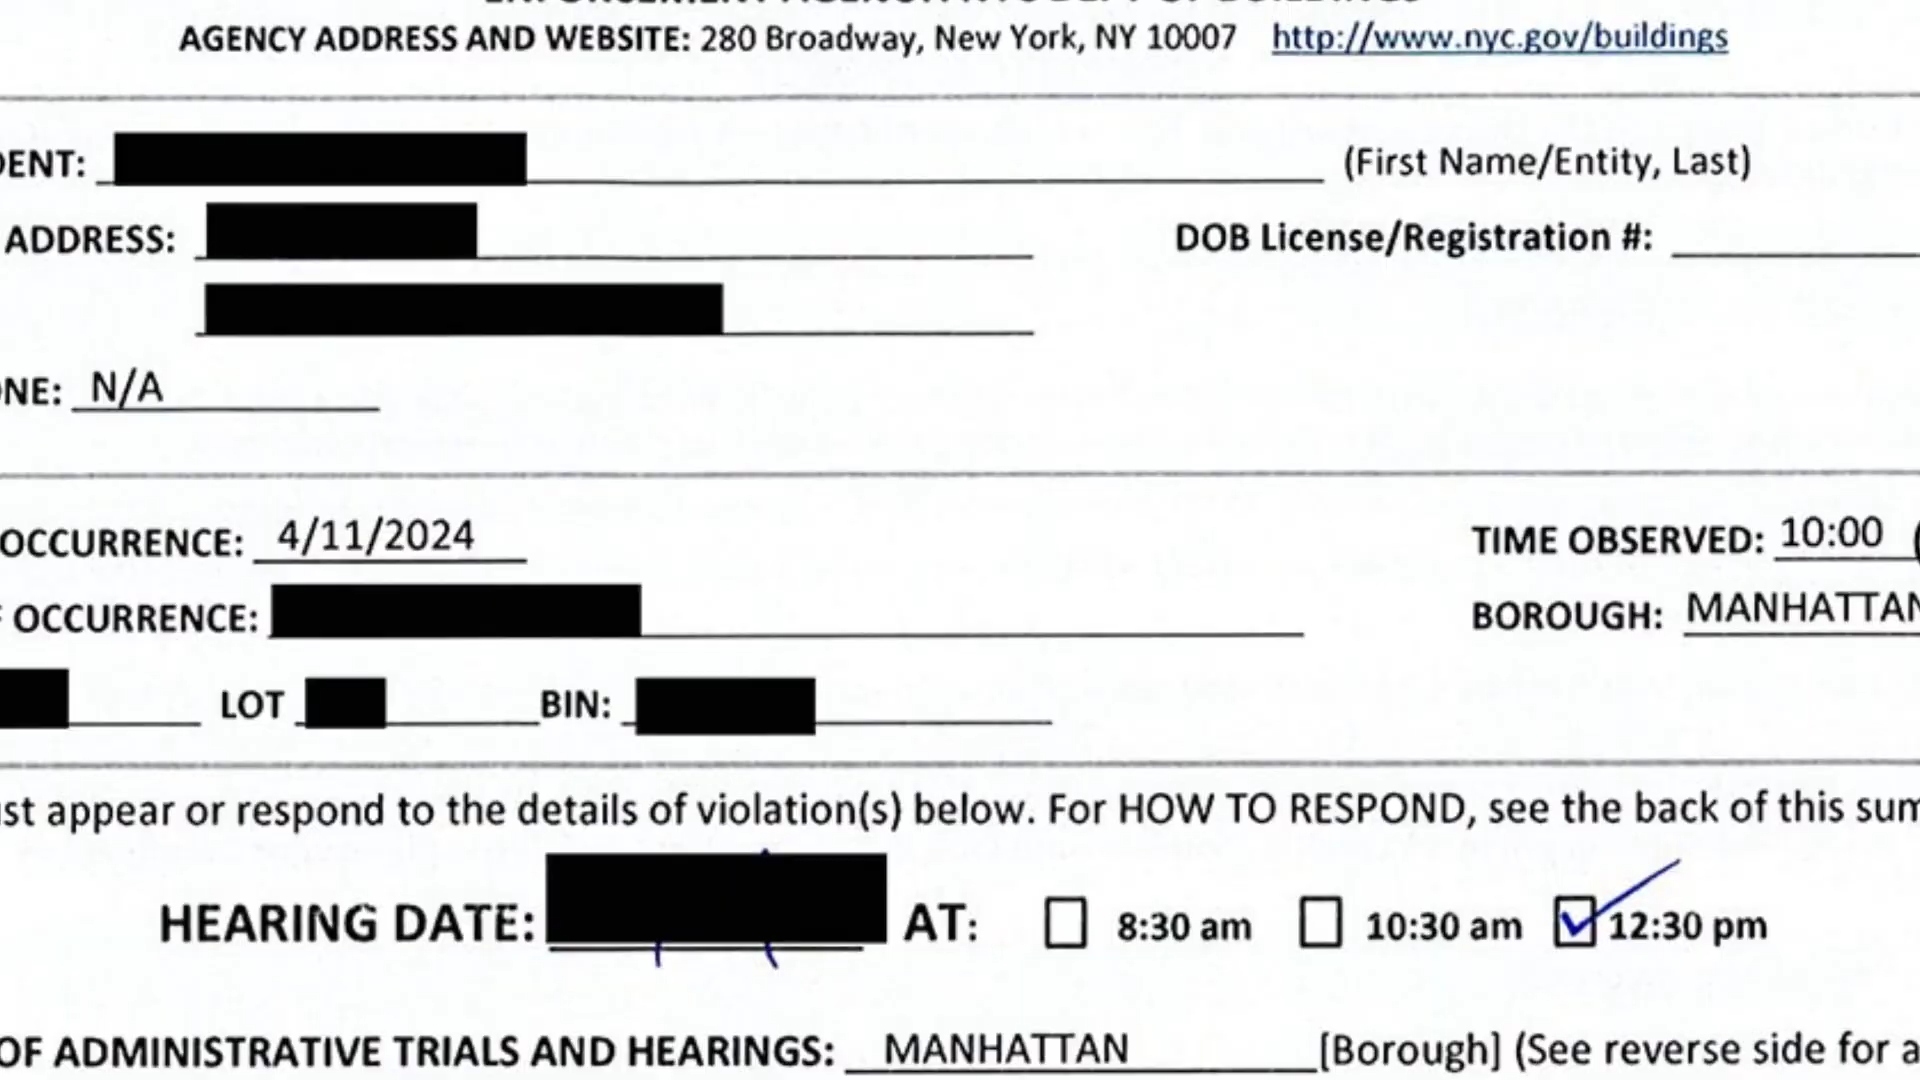 AGENCY ADDRESS AND WEBSITE: 280 Broadway, New York, NY 10007 http://www.nyc.gov/buildings
DENT: (First Name/Entity, Last)
ADDRESS: DOB License/Registration #:
ONE: N/A
OCCURRENCE: 4/11/2024 TIME OBSERVED: 10:00 (
OCCURRENCE: BOROUGH: MANHATTAN
LOT BIN:
ust appear or respond to the details of violation(s) below. For HOW TO RESPOND, see the back of this sum
HEARING DATE: AT: 8:30 am 10:30 am 12:30 pm
OF ADMINISTRATIVE TRIALS AND HEARINGS: MANHATTAN [Borough] (See reverse side for a